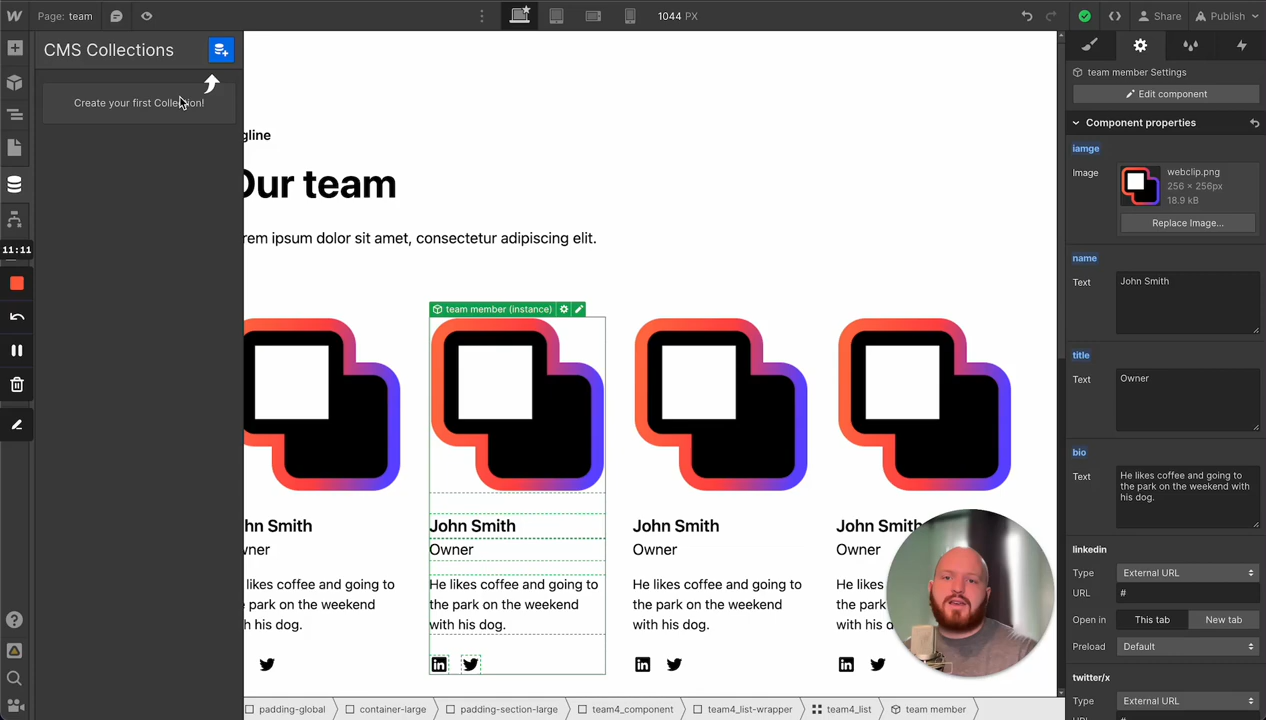 Page: team
1044 PX
Share
Publish
CMS Collections
Create your first Collection!
11:11
gline
Our team
rem ipsum dolor sit amet, consectetur adipiscing elit.
team member (instance)
hn Smith
wner
likes coffee and going to
e park on the weekend
h his dog.
John Smith
Owner
He likes coffee and going to
the park on the weekend
with his dog.
John Smith
Owner
He likes coffee and going to
the park on the weekend
with his dog.
John Smith
Owner
He li
the p
with
padding-global
container-large
padding-section-large
team4_component
team4_list-wrapper
team4_list
team member
team member Settings
Edit component
Component properties
iamge
Image
webclip.png
256 × 256px
18.9 kB
Replace Image...
name
Text
John Smith
title
Text
Owner
bio
Text
He likes coffee and going to
the park on the weekend with
his dog.
linkedin
Type
External URL
URL
#
Open in
This tab
New tab
Preload
Default
twitter/x
Type
External URL